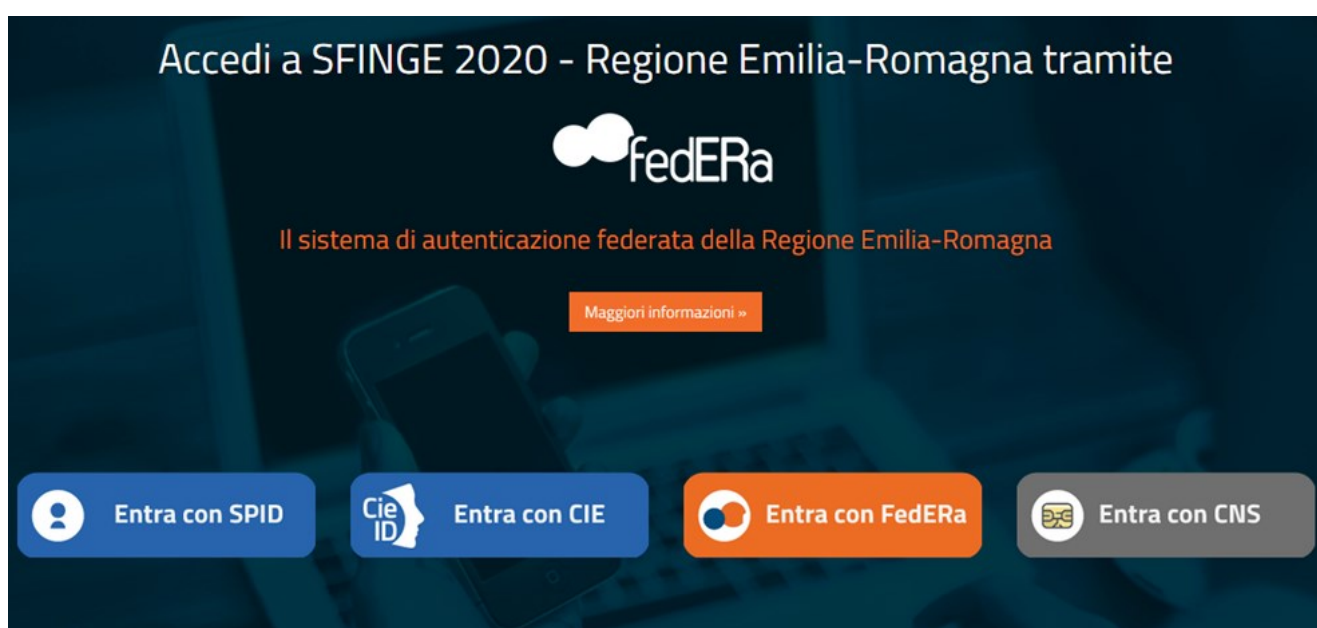 Accedi a SFINGE 2020 - Regione Emilia-Romagna tramite
fedERa
Il sistema di autenticazione federata della Regione Emilia-Romagna
Maggiori informazioni »
Entra con SPID
Cie
ID
Entra con CIE
Entra con FedERa
Entra con CNS